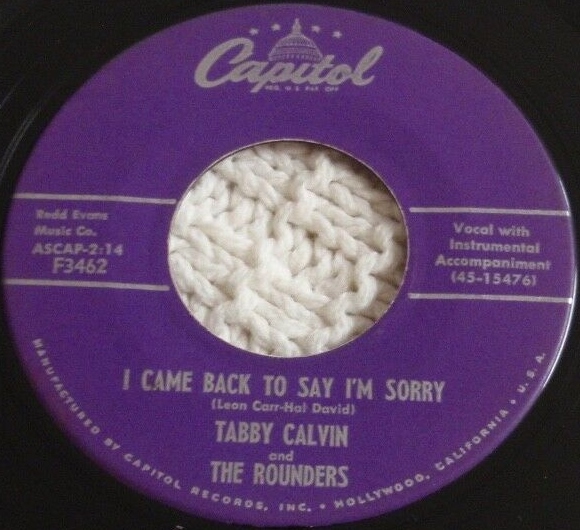 Capitol
REG. U.S. PAT. OFF.
Redd Evans
Music Co.
ASCAP-2:14
F3462
Vocal with
Instrumental
Accompaniment
(45-15476)
I CAME BACK TO SAY I'M SORRY
(Leon Carr-Hal David)
TABBY CALVIN
and
THE ROUNDERS
MANUFACTURED BY CAPITOL RECORDS, INC. • HOLLYWOOD, CALIFORNIA • U.S.A.